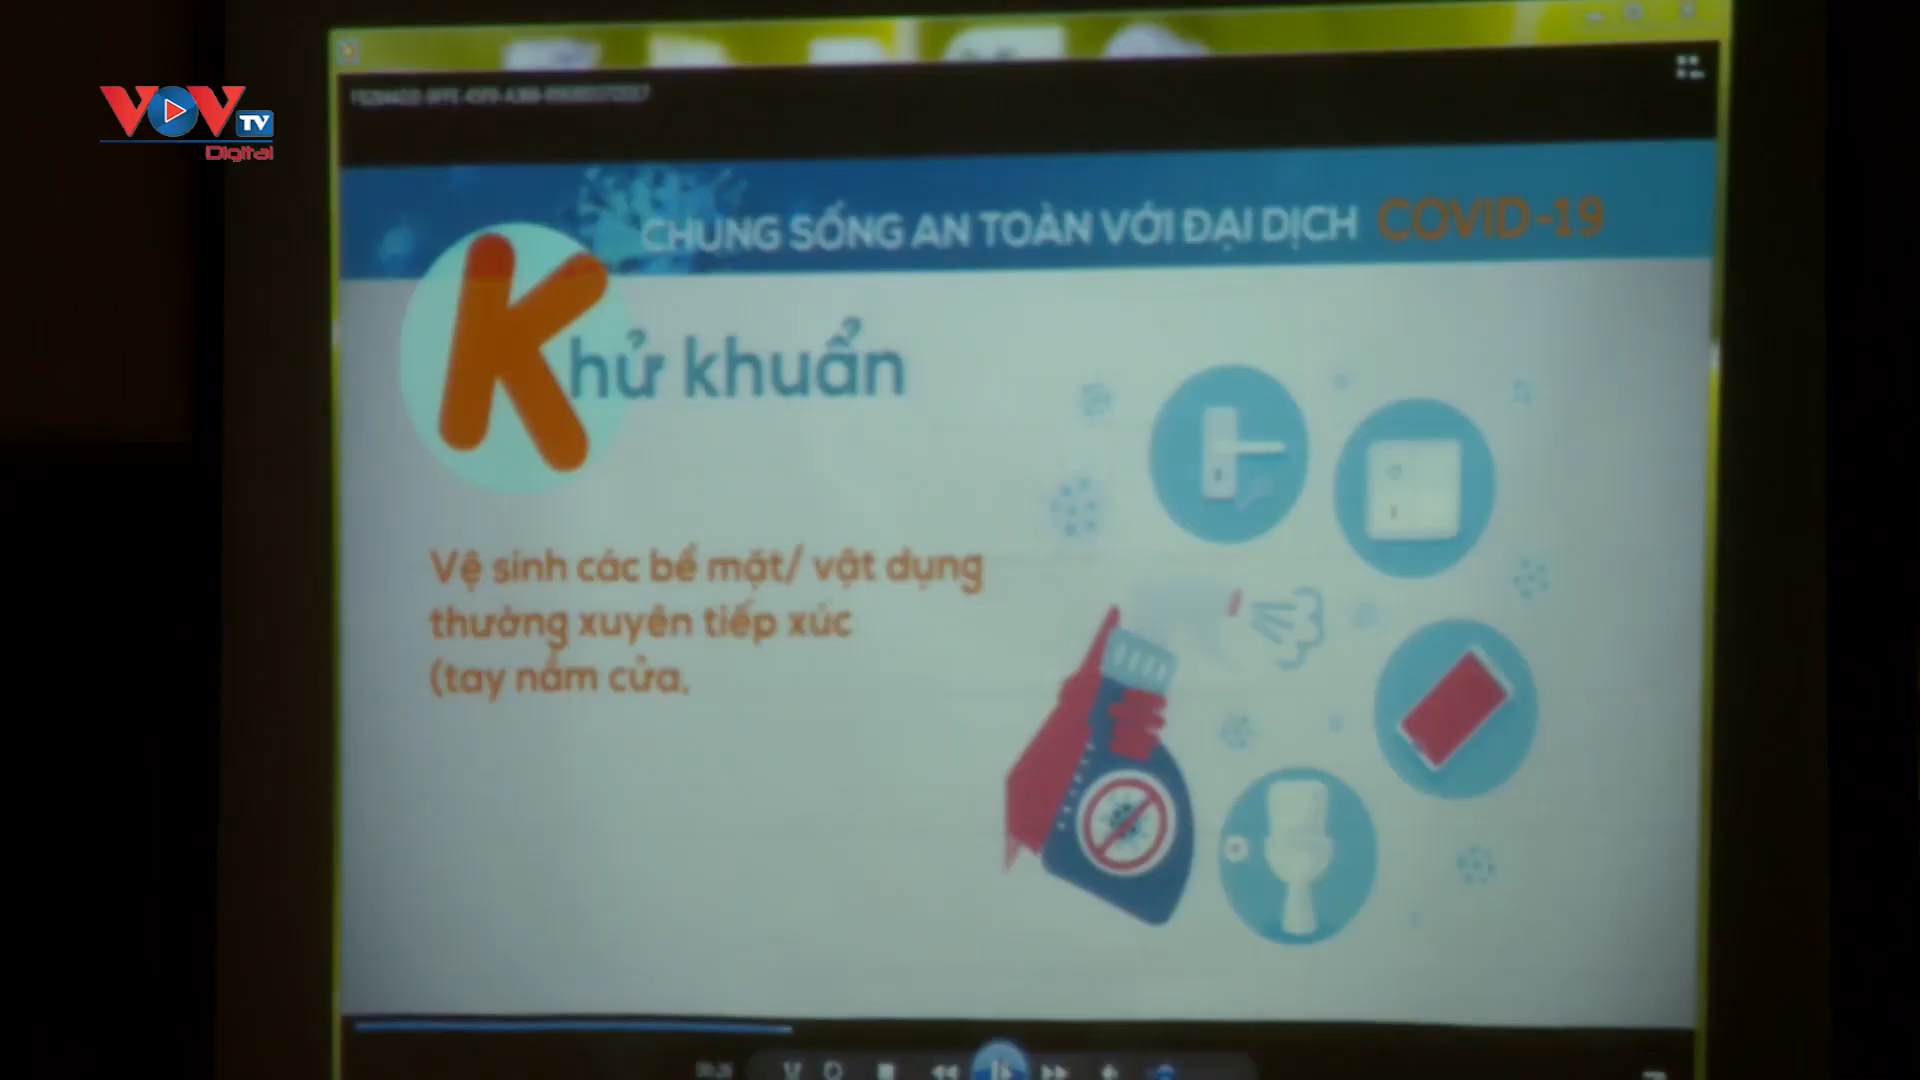 VOV TV
Digital
CHUNG SỐNG AN TOÀN VỚI ĐẠI DỊCH COVID-19
Khử khuẩn
Vệ sinh các bề mặt/ vật dụng
thường xuyên tiếp xúc
(tay nắm cửa,